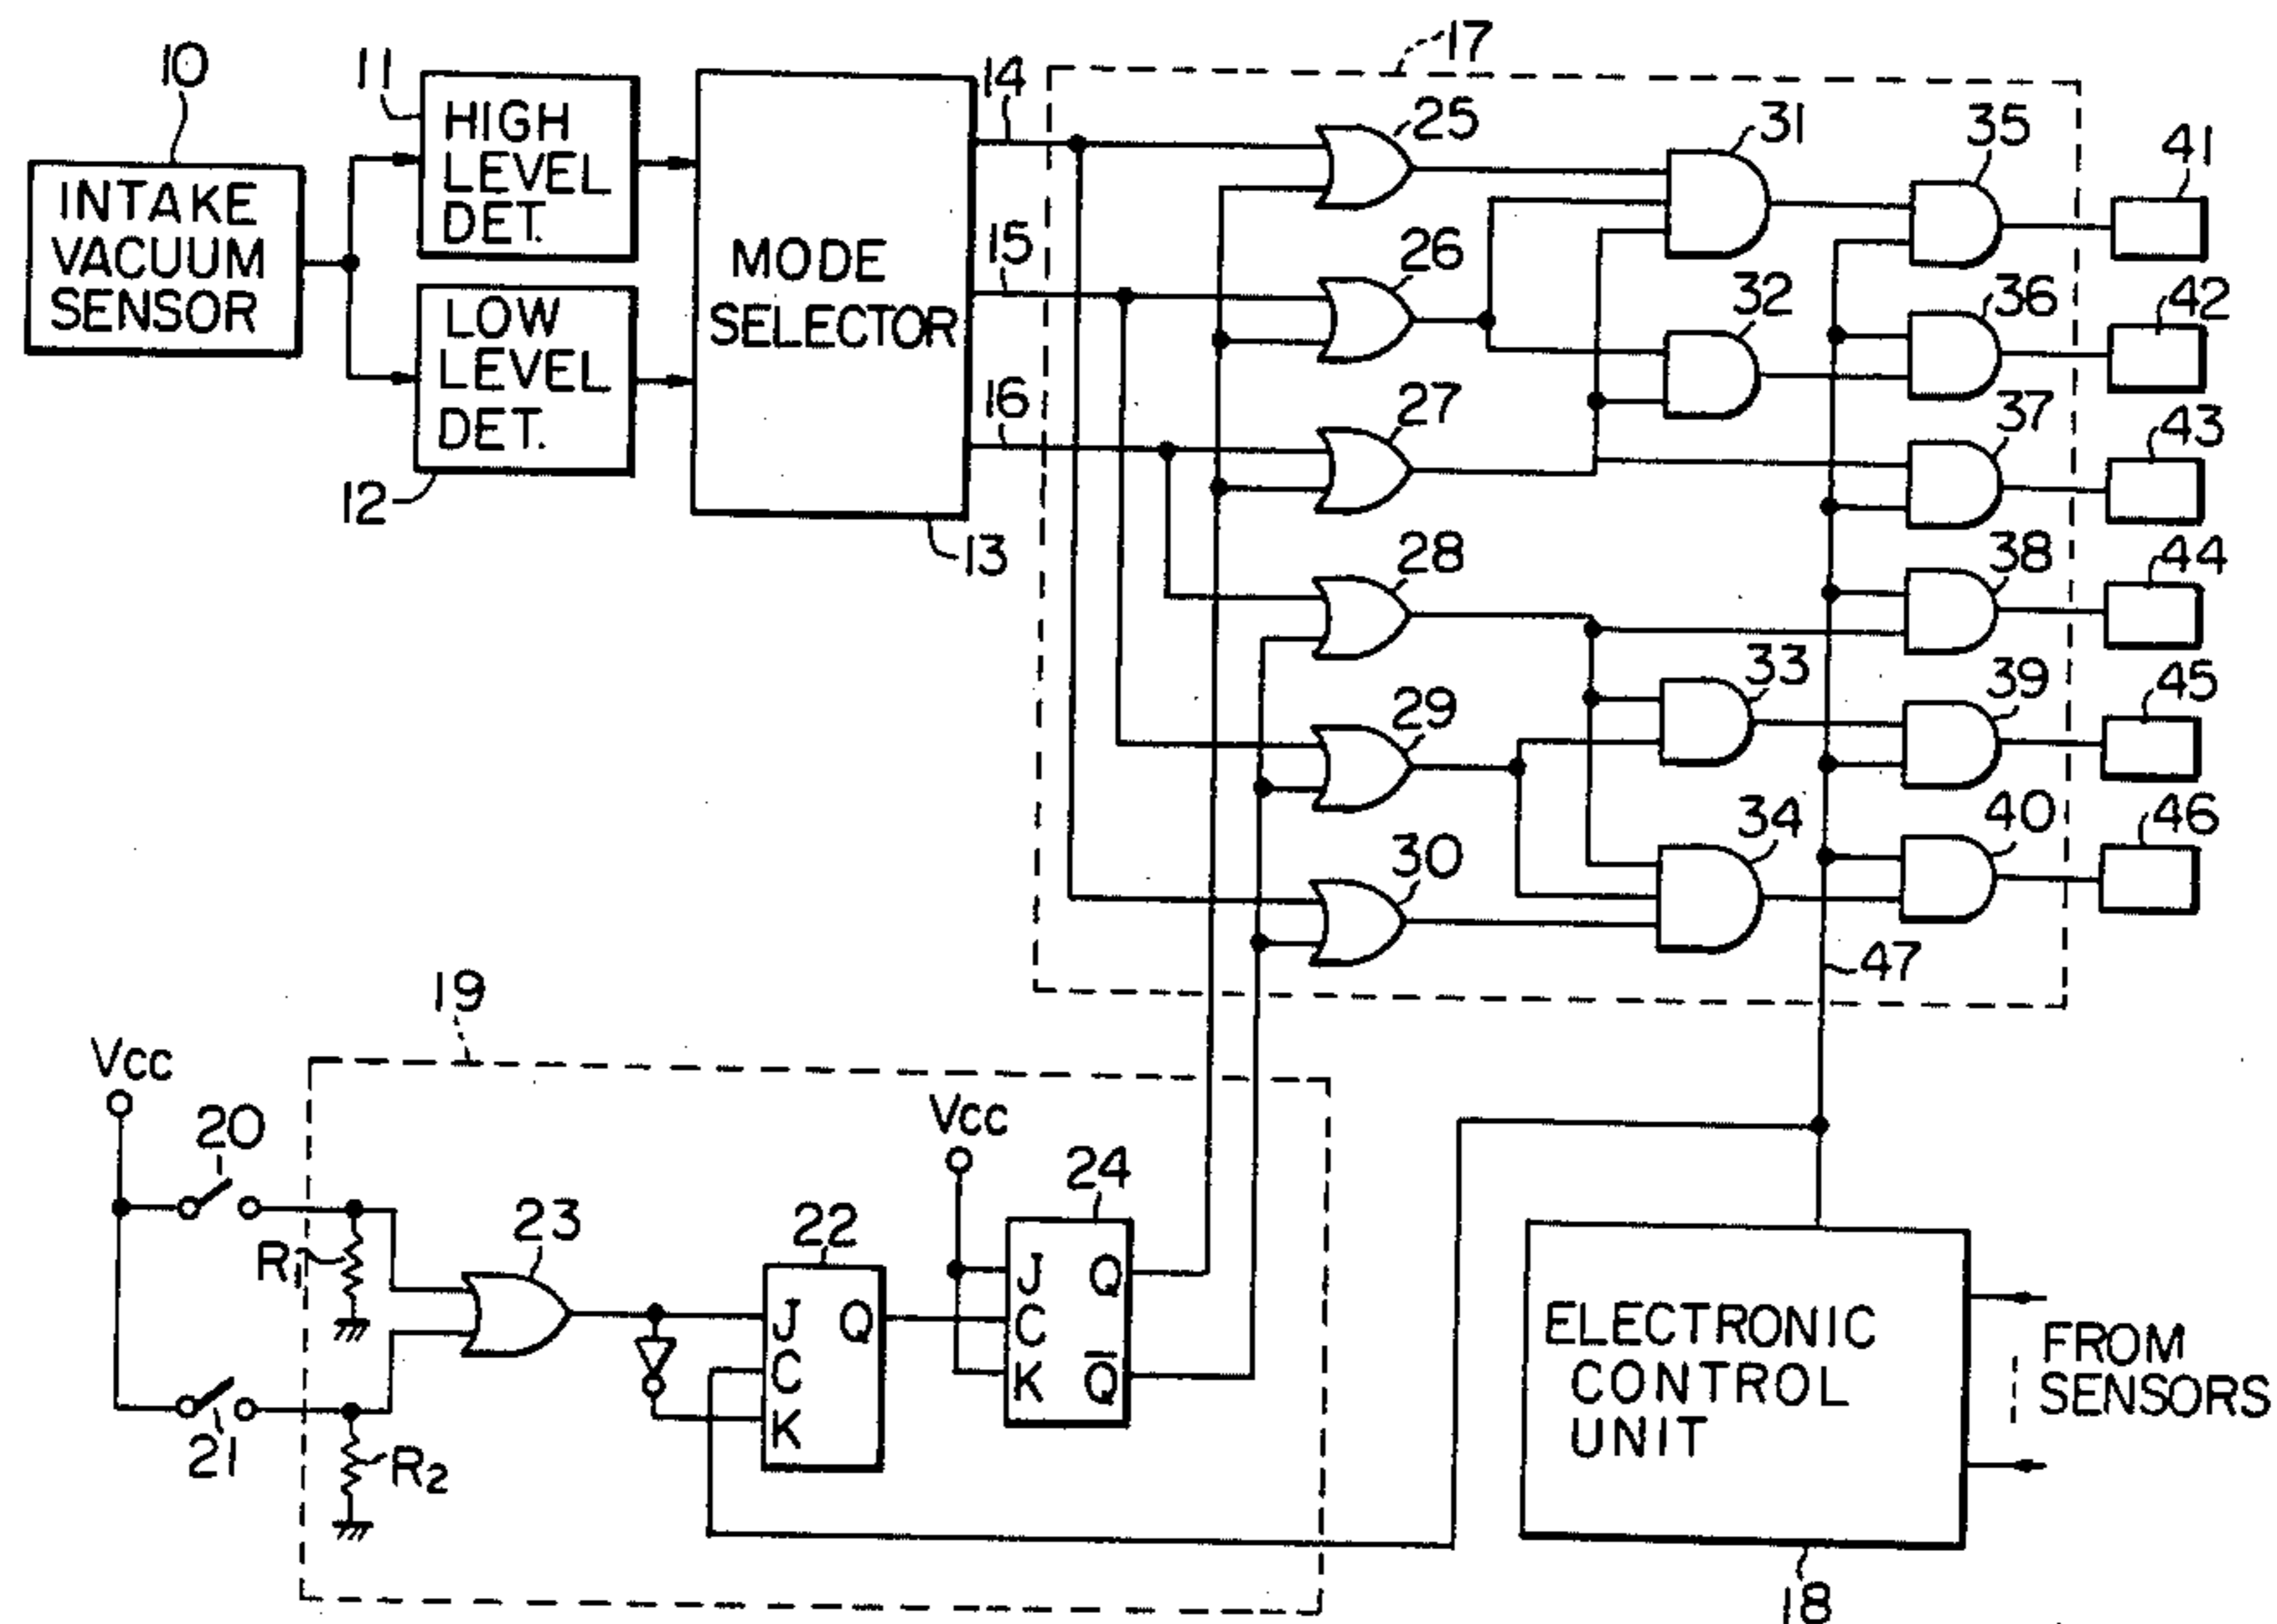 17
10
11
14
25
31
35
41
HIGH
LEVEL
DET.
INTAKE
VACUUM
SENSOR
MODE
SELECTOR
15
26
32
36
42
LOW
LEVEL
DET.
16
27
37
43
12
13
28
38
44
33
39
45
29
34
40
46
30
47
19
Vcc
20
Vcc
24
R1
23
22
J Q
C
K
J Q
C
K Q̅
21
R2
ELECTRONIC
CONTROL
UNIT
FROM
SENSORS
18